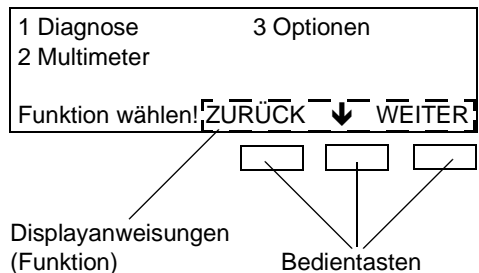 1 Diagnose 3 Optionen
2 Multimeter
Funktion wählen! ZURÜCK 🡫 WEITER
Displayanweisungen
(Funktion) Bedientasten